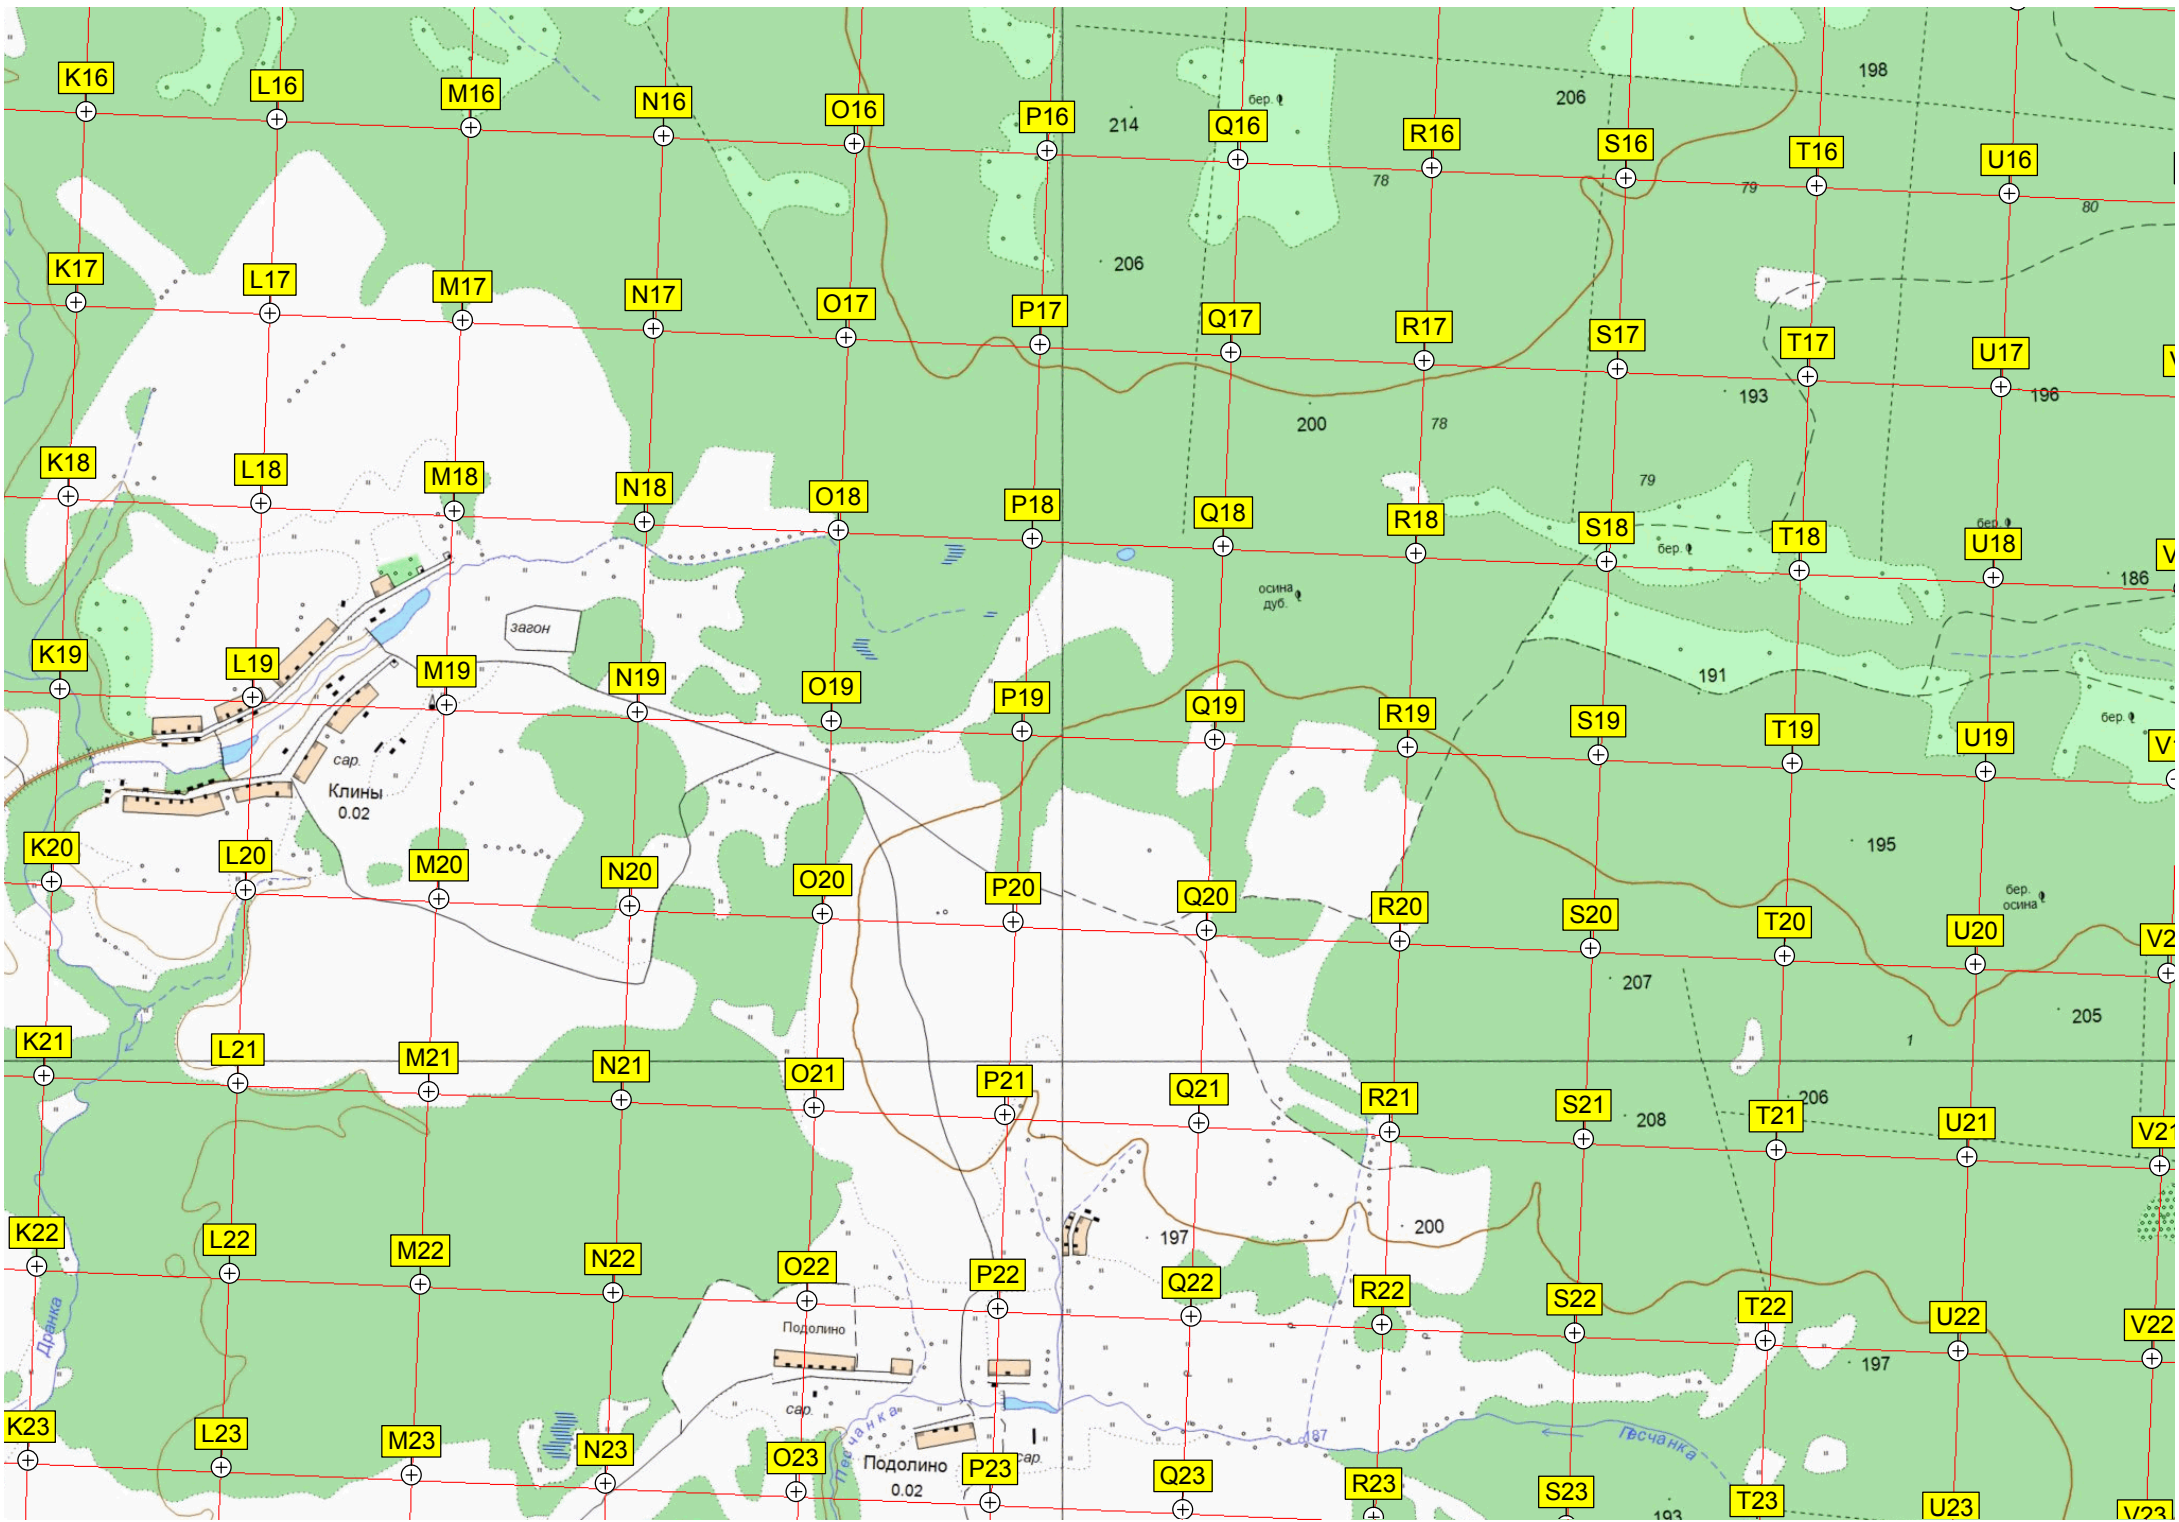 198
K16
L16
M16
N16
O16
P16
214
бер.
Q16
R16
206
S16
T16
U16
78
79
80
K17
L17
M17
N17
O17
206
P17
Q17
R17
S17
T17
U17
200
78
193
196
K18
L18
M18
N18
O18
P18
Q18
R18
79
S18
бер.
T18
бер.
U18
186
осина
дуб.
загон
K19
L19
M19
N19
O19
P19
Q19
R19
191
S19
T19
бер.
U19
сар.
Клины
0.02
K20
L20
M20
N20
O20
P20
Q20
R20
195
S20
T20
бер.
осина
U20
207
205
1
K21
L21
M21
N21
O21
P21
Q21
R21
S21
208
206
T21
U21
V21
K22
L22
M22
N22
O22
P22
197
Q22
200
R22
S22
T22
U22
V22
Дранка
Подолино
197
сар.
Песчанка
187
Песчанка
K23
L23
M23
N23
O23
Подолино
0.02
P23
сар.
Q23
R23
S23
193
T23
U23
V23